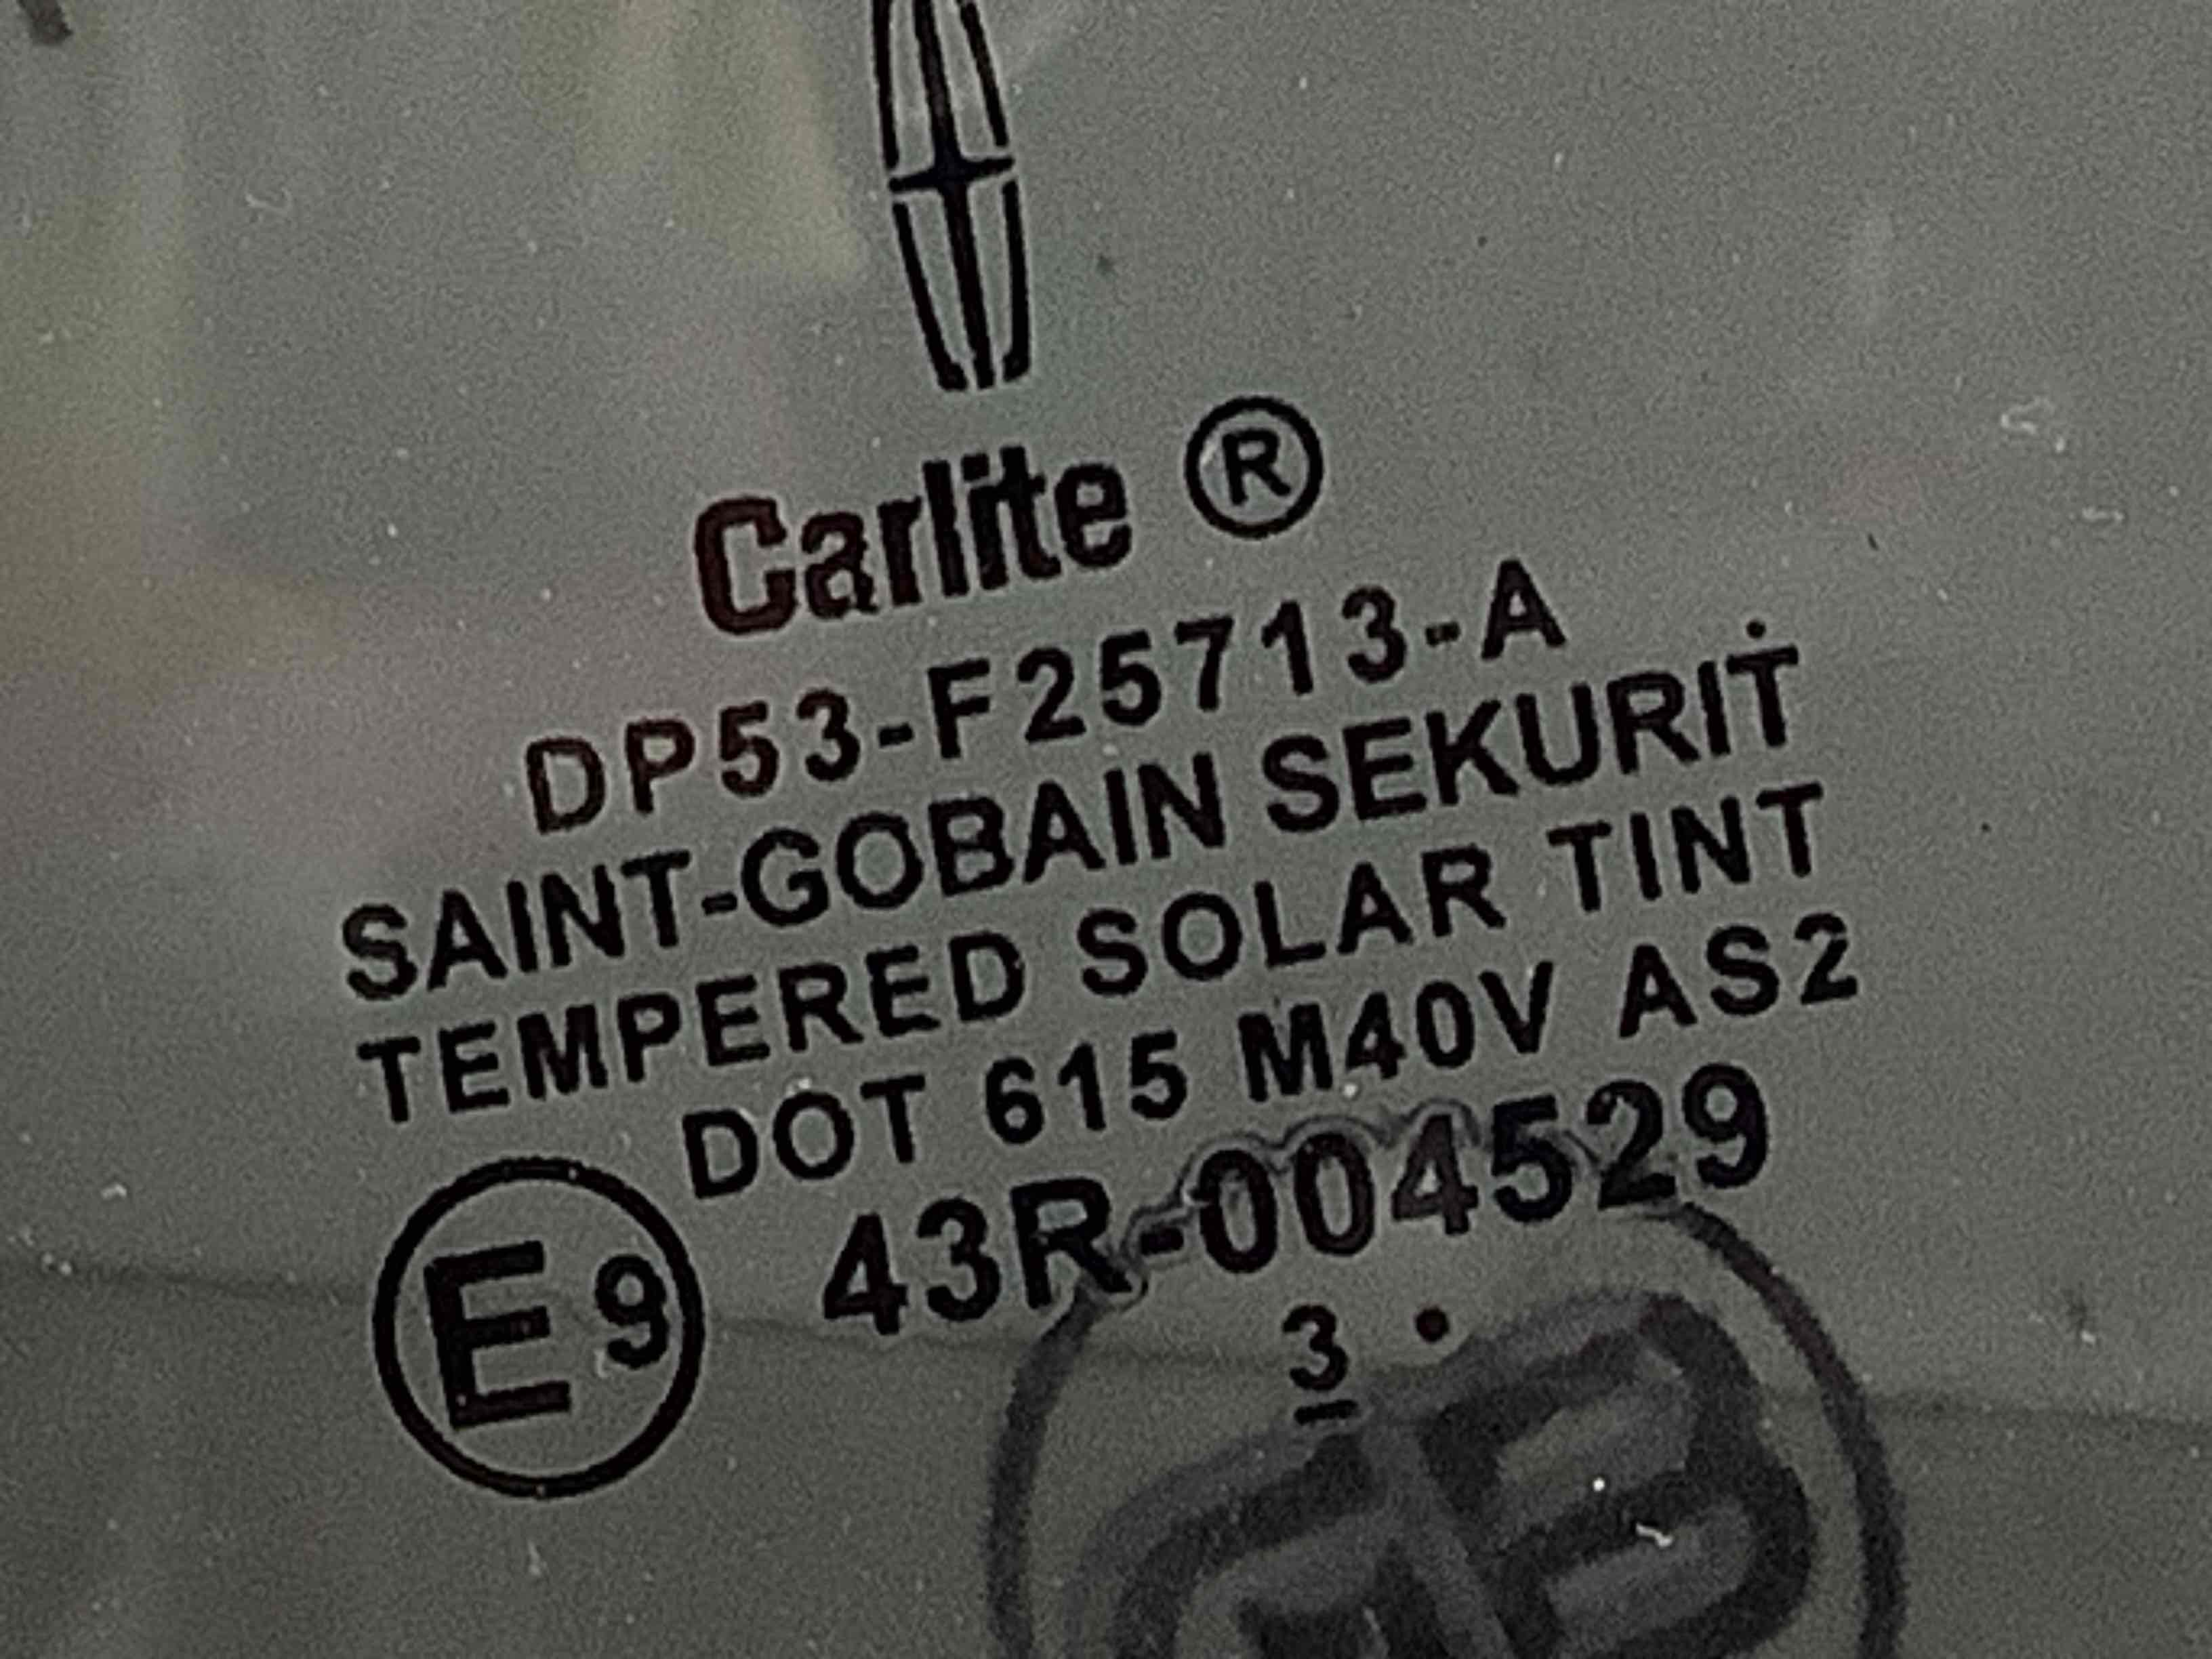 Carlite ®
DP53-F25713-A
SAINT-GOBAIN SEKURIT
TEMPERED SOLAR TINT
DOT 615 M40V AS2
E9 43R-004529
3 .